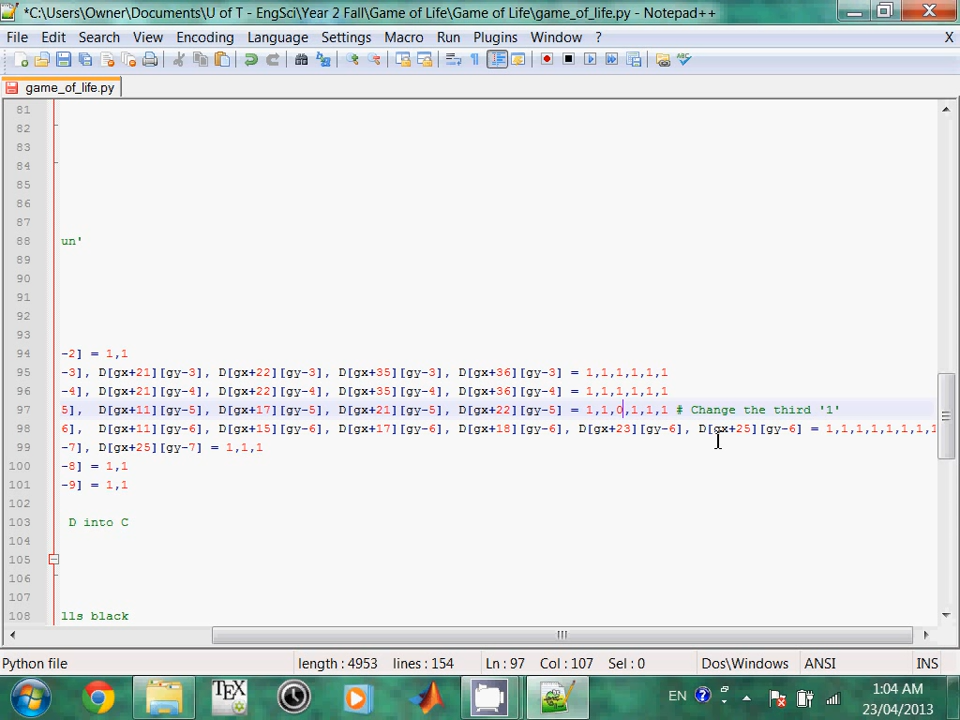 *C:\Users\Owner\Documents\U of T - EngSci\Year 2 Fall\Game of Life\Game of Life\game_of_life.py - Notepad++
File Edit Search View Encoding Language Settings Macro Run Plugins Window ? X
game_of_life.py
81
82
83
84
85
86
87
88 un'
89
90
91
92
93
94 -2] = 1,1
95 -3], D[gx+21][gy-3], D[gx+22][gy-3], D[gx+35][gy-3], D[gx+36][gy-3] = 1,1,1,1,1,1
96 -4], D[gx+21][gy-4], D[gx+22][gy-4], D[gx+35][gy-4], D[gx+36][gy-4] = 1,1,1,1,1,1
97 5], D[gx+11][gy-5], D[gx+17][gy-5], D[gx+21][gy-5], D[gx+22][gy-5] = 1,1,0,1,1,1 # Change the third '1'
98 6], D[gx+11][gy-6], D[gx+15][gy-6], D[gx+17][gy-6], D[gx+18][gy-6], D[gx+23][gy-6], D[gx+25][gy-6] = 1,1,1,1,1,1,1,1
99 -7], D[gx+25][gy-7] = 1,1,1
100 -8] = 1,1
101 -9] = 1,1
102
103 D into C
104
105
106
107
108 lls black
Python file length : 4953 lines : 154 Ln : 97 Col : 107 Sel : 0 Dos\Windows ANSI INS
TEX EN ? 1:04 AM
23/04/2013